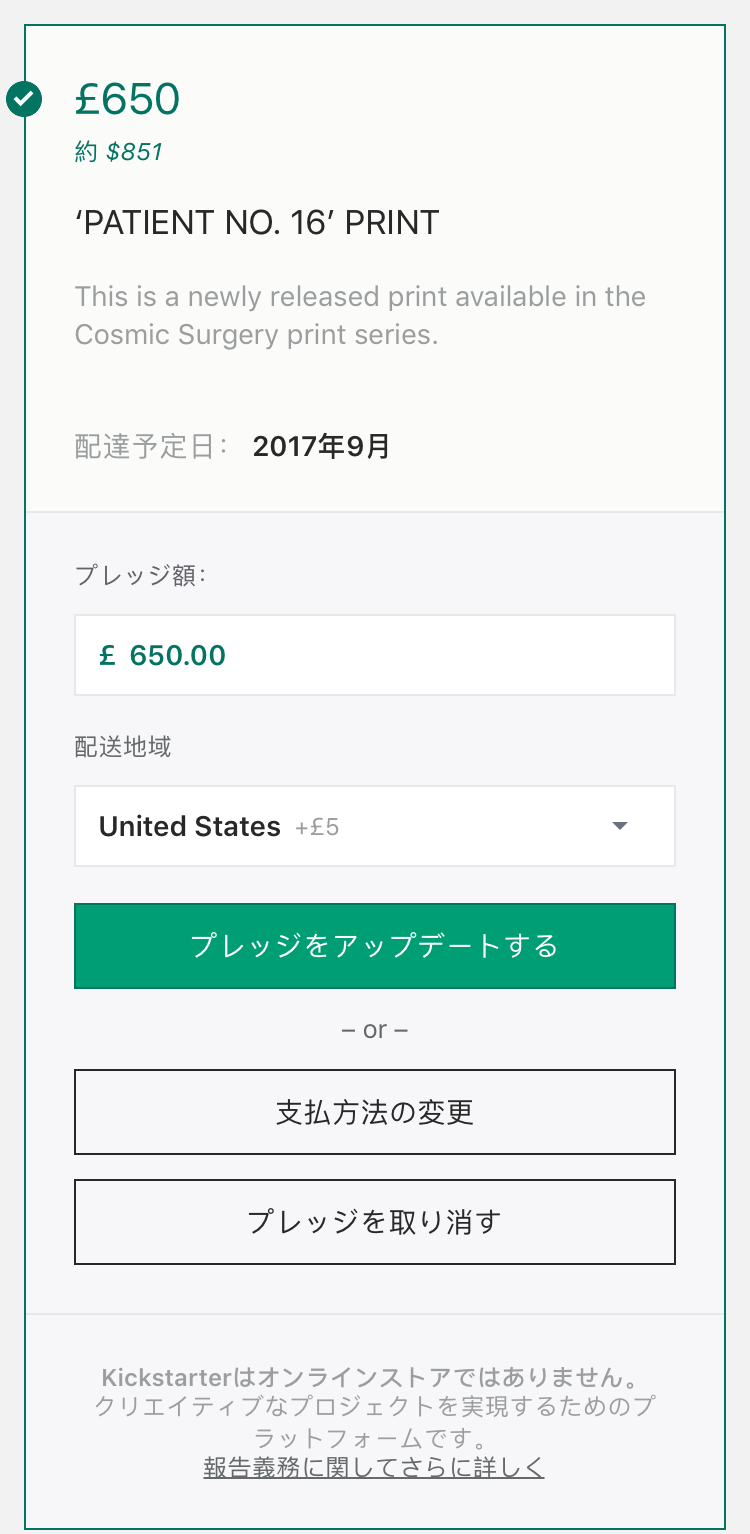 £650
約 $851
‘PATIENT NO. 16’ PRINT
This is a newly released print available in the
Cosmic Surgery print series.
配達予定日： 2017年9月
プレッジ額：
£ 650.00
配送地域
United States +£5
プレッジをアップデートする
– or –
支払方法の変更
プレッジを取り消す
Kickstarterはオンラインストアではありません。
クリエイティブなプロジェクトを実現するためのプ
ラットフォームです。
報告義務に関してさらに詳しく